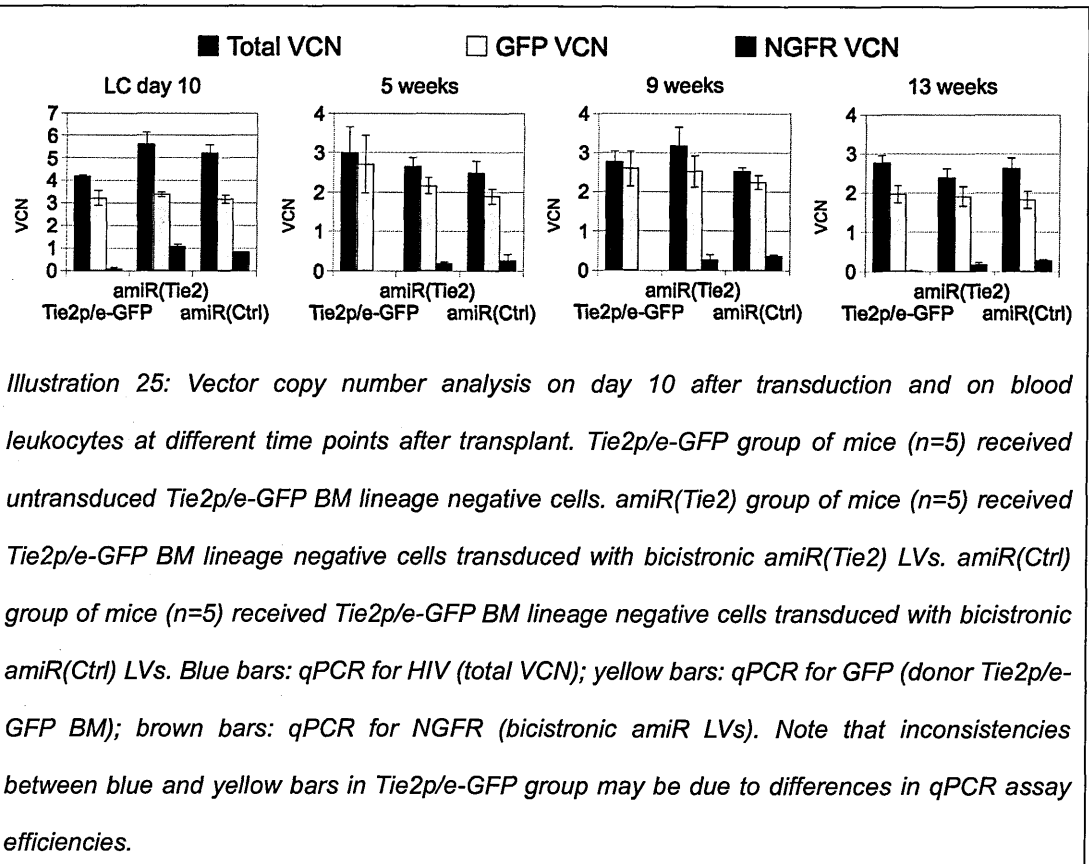 Total VCN GFP VCN NGFR VCN
LC day 10 5 weeks 9 weeks 13 weeks
7
6
5
4
3
2
1
0
VCN
4
3
2
1
0
VCN
4
3
2
1
0
VCN
4
3
2
1
0
VCN
amiR(Tie2) amiR(Tie2) amiR(Tie2) amiR(Tie2)
Tie2p/e-GFP amiR(Ctrl) Tie2p/e-GFP amiR(Ctrl) Tie2p/e-GFP amiR(Ctrl) Tie2p/e-GFP amiR(Ctrl)
Illustration 25: Vector copy number analysis on day 10 after transduction and on blood
leukocytes at different time points after transplant. Tie2p/e-GFP group of mice (n=5) received
untransduced Tie2p/e-GFP BM lineage negative cells. amiR(Tie2) group of mice (n=5) received
Tie2p/e-GFP BM lineage negative cells transduced with bicistronic amiR(Tie2) LVs. amiR(Ctrl)
group of mice (n=5) received Tie2p/e-GFP BM lineage negative cells transduced with bicistronic
amiR(Ctrl) LVs. Blue bars: qPCR for HIV (total VCN); yellow bars: qPCR for GFP (donor Tie2p/e-
GFP BM); brown bars: qPCR for NGFR (bicistronic amiR LVs). Note that inconsistencies
between blue and yellow bars in Tie2p/e-GFP group may be due to differences in qPCR assay
efficiencies.